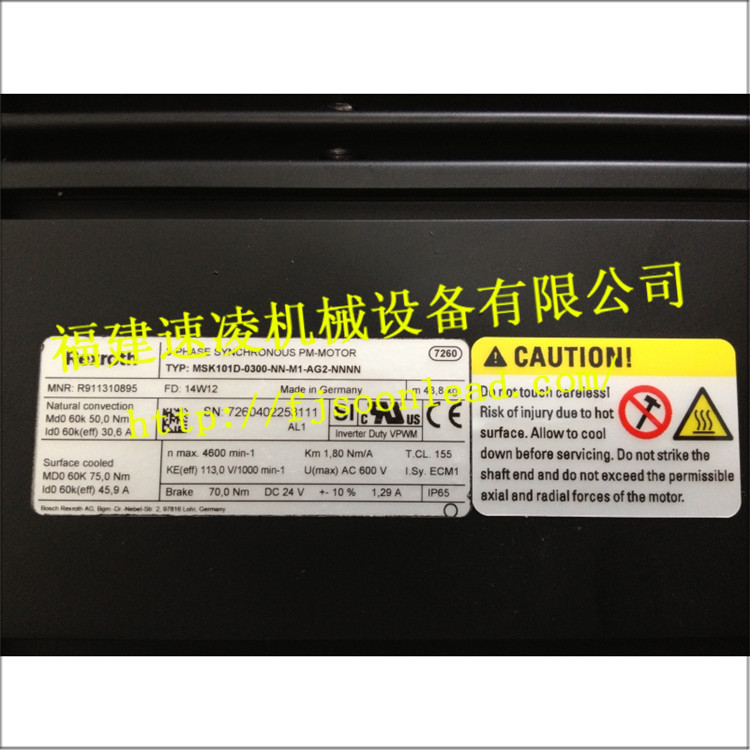 福建速凌机械设备有限公司
http://fjsoonlead.com/
Rexroth
3-PHASE SYNCHRONOUS PM-MOTOR
7260
TYP: MSK101D-0300-NN-M1-AG2-NNNN
MNR: R911310895 FD: 14W12 Made in Germany m 43,8 kg
Natural convection
Md0 60k 50,0 Nm
Id0 60k(eff) 30,6 A
SN: 7260402253111
AL1
Inverter Duty VPWM
Surface cooled
MD0 60K 75,0 Nm
Id0 60k(eff) 45,9 A
n max. 4600 min-1 Km 1,80 Nm/A T.CL. 155
KE(eff) 113,0 V/1000 min-1 U(max) AC 600 V I.Sy. ECM1
Brake 70,0 Nm DC 24 V +- 10 % 1,29 A IP65
Bosch Rexroth AG, Bgm.-Dr.-Nebel-Str. 2, 97816 Lohr, Germany
CAUTION!
Do not touch careless!
Risk of injury due to hot
surface. Allow to cool
down before servicing. Do not strike the
shaft end and do not exceed the permissible
axial and radial forces of the motor.